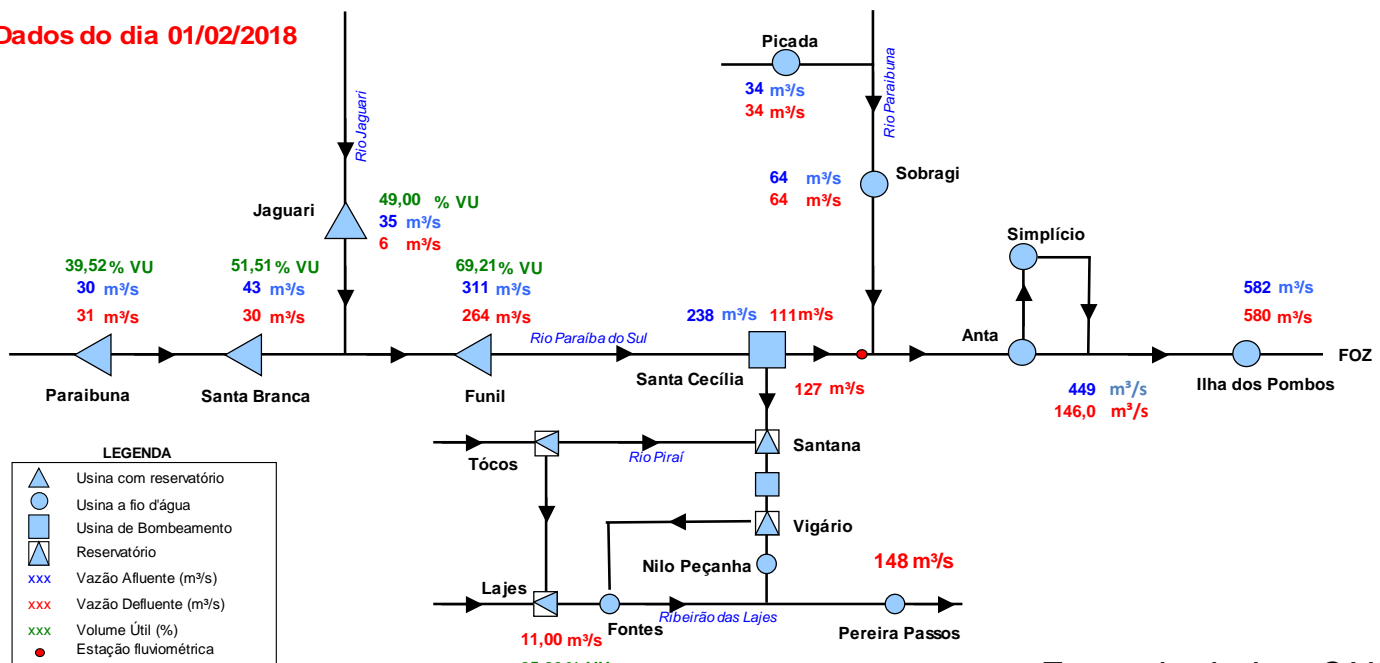 Dados do dia 01/02/2018
Picada
34 m³/s
34 m³/s
Rio Paraibuna
Rio Jaguari
Sobragi
64 m³/s
64 m³/s
Jaguari
49,00 % VU
35 m³/s
6 m³/s
Simplício
39,52 % VU
30 m³/s
31 m³/s
51,51 % VU
43 m³/s
30 m³/s
69,21 % VU
311 m³/s
264 m³/s
238 m³/s 111 m³/s
582 m³/s
580 m³/s
Rio Paraíba do Sul
Anta
FOZ
Paraibuna
Santa Branca
Funil
Santa Cecília
127 m³/s
449 m³/s
146,0 m³/s
Ilha dos Pombos
Tócos
Rio Piraí
Santana
Vigário
Nilo Peçanha
148 m³/s
Lajes
Fontes
Ribeirão das Lajes
Pereira Passos
11,00 m³/s
LEGENDA
Usina com reservatório
Usina a fio d'água
Usina de Bombeamento
Reservatório
xxx Vazão Afluente (m³/s)
xxx Vazão Defluente (m³/s)
xxx Volume Útil (%)
Estação fluviométrica